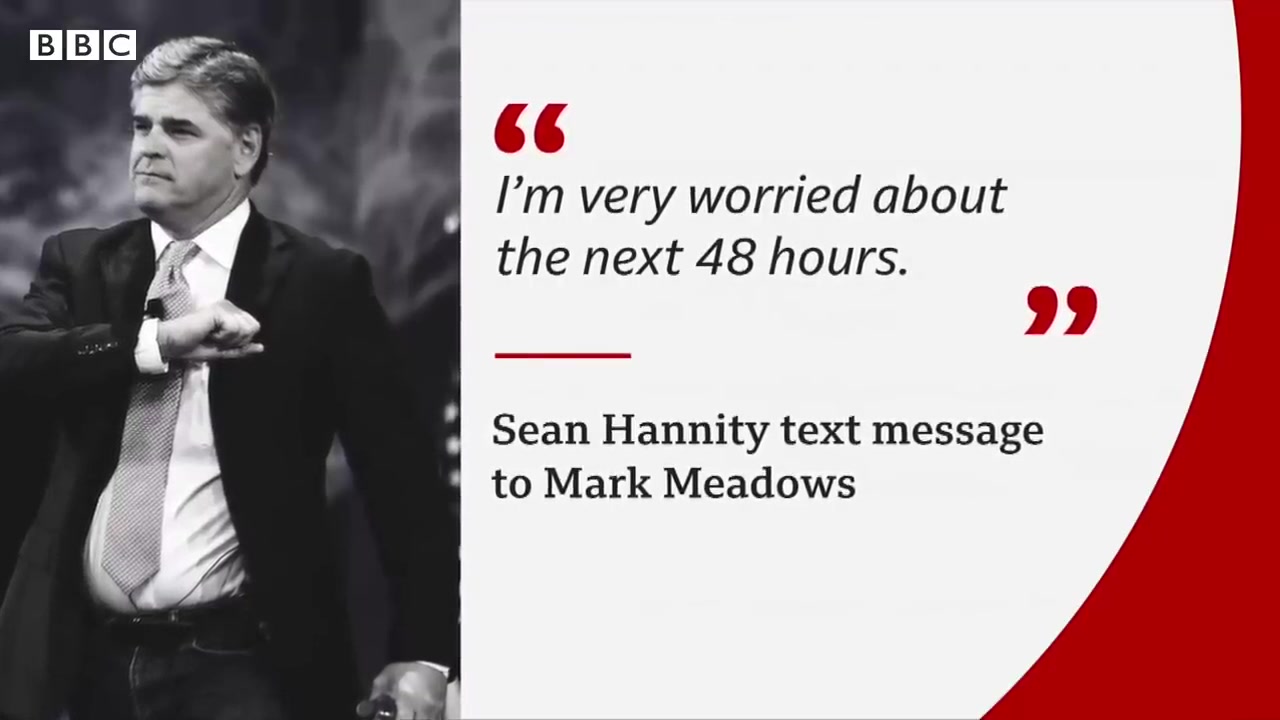 BBC
“
I’m very worried about
the next 48 hours.
”
Sean Hannity text message
to Mark Meadows